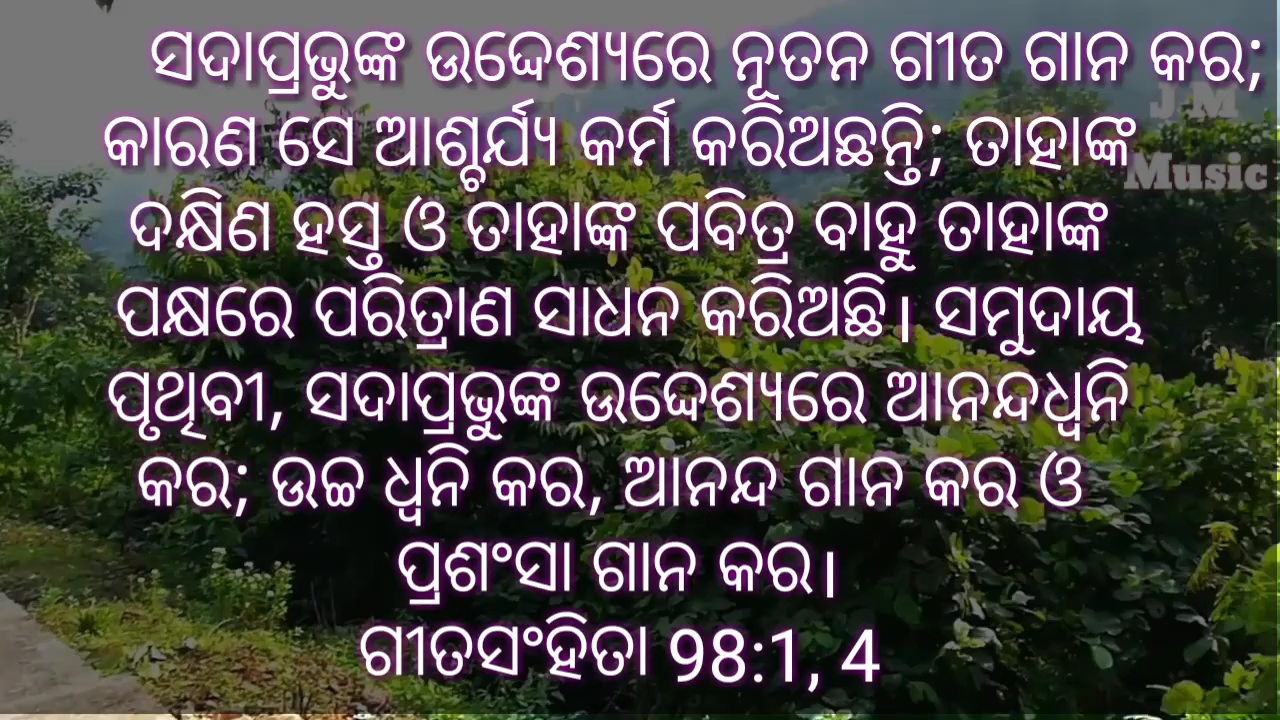 ସଦାପ୍ରଭୁଙ୍କ ଉଦ୍ଦେଶ୍ୟରେ ନୂତନ ଗୀତ ଗାନ କର;
J M
କାରଣ ସେ ଆଶ୍ଚର୍ଯ୍ୟ କର୍ମ କରିଅଛନ୍ତି; ତାହାଙ୍କ
Music
ଦକ୍ଷିଣ ହସ୍ତ ଓ ତାହାଙ୍କ ପବିତ୍ର ବାହୁ ତାହାଙ୍କ
ପକ୍ଷରେ ପରିତ୍ରାଣ ସାଧନ କରିଅଛି। ସମୁଦାୟ
ପୃଥିବୀ, ସଦାପ୍ରଭୁଙ୍କ ଉଦ୍ଦେଶ୍ୟରେ ଆନନ୍ଦଧ୍ୱନି
କର; ଉଚ୍ଚ ଧ୍ୱନି କର, ଆନନ୍ଦ ଗାନ କର ଓ
ପ୍ରଶଂସା ଗାନ କର।
ଗୀତସଂହିତା 98:1, 4